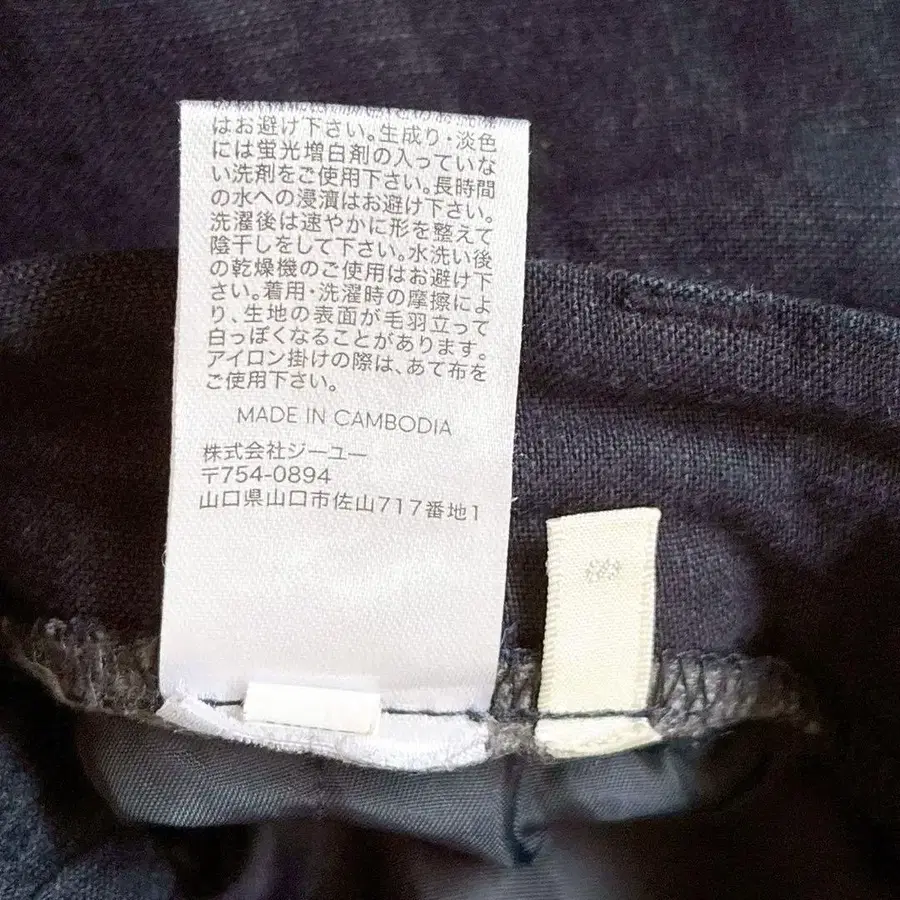 はお避け下さい。生成り・淡色
には蛍光増白剤の入っていな
い洗剤をご使用下さい。長時間
の水への浸漬はお避け下さい。
洗濯後は速やかに形を整えて
陰干しをして下さい。水洗い後
の乾燥機のご使用はお避け下
さい。着用・洗濯時の摩擦によ
り、生地の表面が毛羽立って
白っぽくなることがあります。
アイロン掛けの際は、あて布を
ご使用下さい。
MADE IN CAMBODIA
株式会社ジーユー
〒754-0894
山口県山口市佐山717番地1